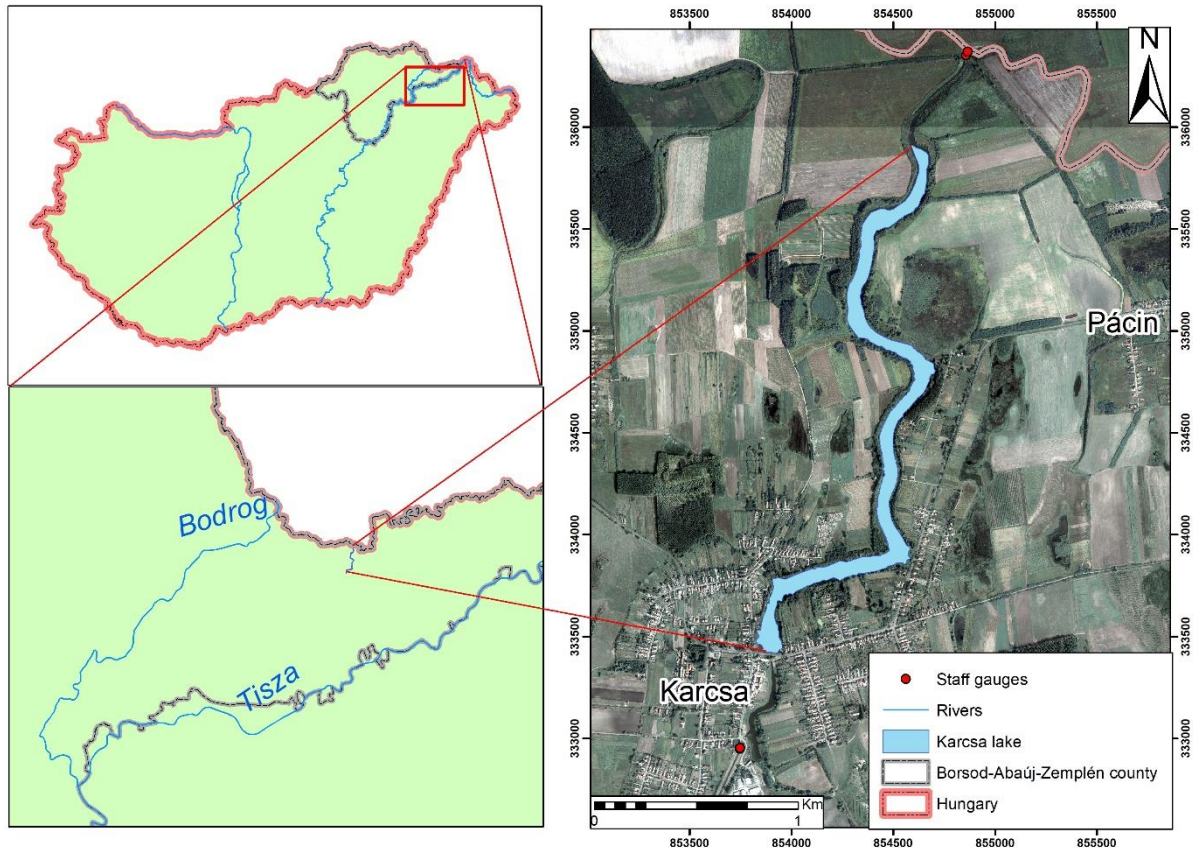 Bodrog
Tisza
853500 854000 854500 855000 855500
N
336000
336000
335500
335500
335000
335000
334500
334500
334000
334000
333500
333500
333000
333000
Pácin
Karcsa
Staff gauges
Rivers
Karcsa lake
Borsod-Abaúj-Zemplén county
Hungary
Km
0 1
853500 854000 854500 855000 855500